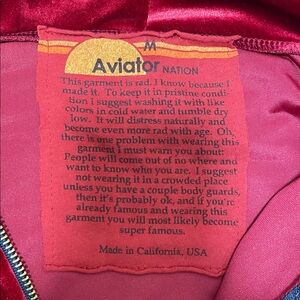 M
Aviator NATION
This garment is rad. I know because I
made it. To keep it in pristine condi-
tion I suggest washing it with like
colors in cold water and tumble dry
low. It will distress naturally and
become even more rad with age. Oh,
there is one problem with wearing this
garment I must warn you about:
People will come out of no where and
want to know who you are. I suggest
not wearing it in a crowded place
unless you have a couple body guards,
then it's probably ok, and if you're
already famous and wearing this
garment you will most likely become
super famous.
Made in California, USA